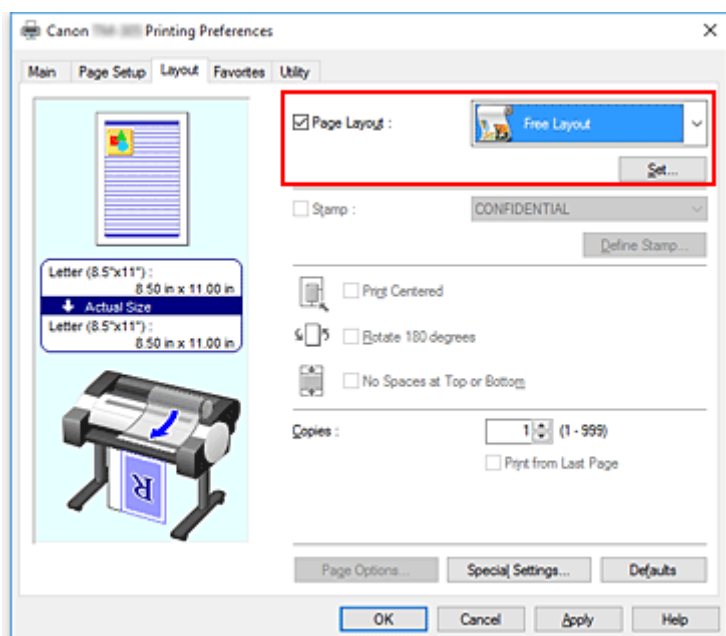 Canon Printing Preferences
Main Page Setup Layout Favorites Utility
Page Layout : Free Layout
Set...
Stamp : CONFIDENTIAL
Define Stamp...
Letter (8.5"x11") :
8.50 in x 11.00 in
Actual Size
Letter (8.5"x11") :
8.50 in x 11.00 in
Print Centered
Rotate 180 degrees
No Spaces at Top or Bottom
Copies : 1 (1 - 999)
Print from Last Page
R
Page Options... Special Settings... Defaults
OK Cancel Apply Help